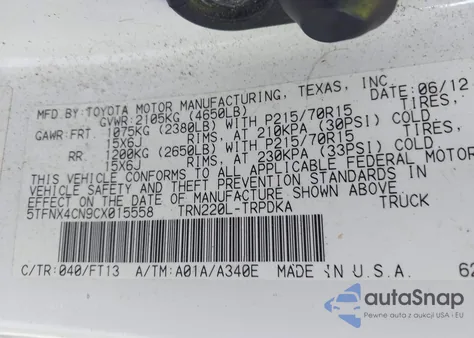 MFD.BY:TOYOTA MOTOR MANUFACTURING, TEXAS, INC. DATE: 06/12
GVWR:2105KG (4650LB)
GAWR:FRT. 1075KG (2380LB) WITH P215/70R15 TIRES,
15X6J RIMS, AT 210KPA (30PSI) COLD
RR. 1200KG (2650LB) WITH P215/70R15 TIRES,
15X6J RIMS, AT 230KPA (33PSI) COLD
THIS VEHICLE CONFORMS TO ALL APPLICABLE FEDERAL MOTOR
VEHICLE SAFETY AND THEFT PREVENTION STANDARDS IN
EFFECT ON THE DATE OF MANUFACTURE SHOWN ABOVE.
5TFNX4CN9CX015558 TRN220L-TRPDKA TRUCK
C/TR:040/FT13 A/TM:A01A/A340E MADE IN U.S.A. 62
autoSnap
Pewne auta z aukcji USA - EU